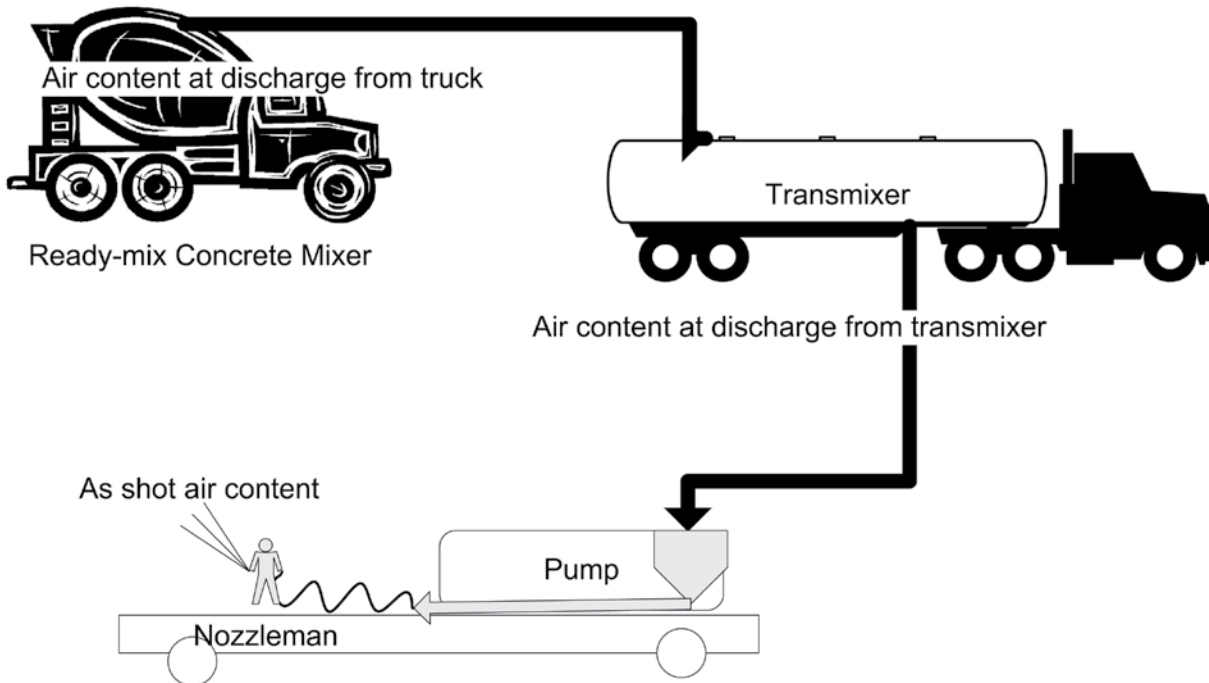 Air content at discharge from truck
Ready-mix Concrete Mixer
Transmixer
Air content at discharge from transmixer
As shot air content
Pump
Nozzleman